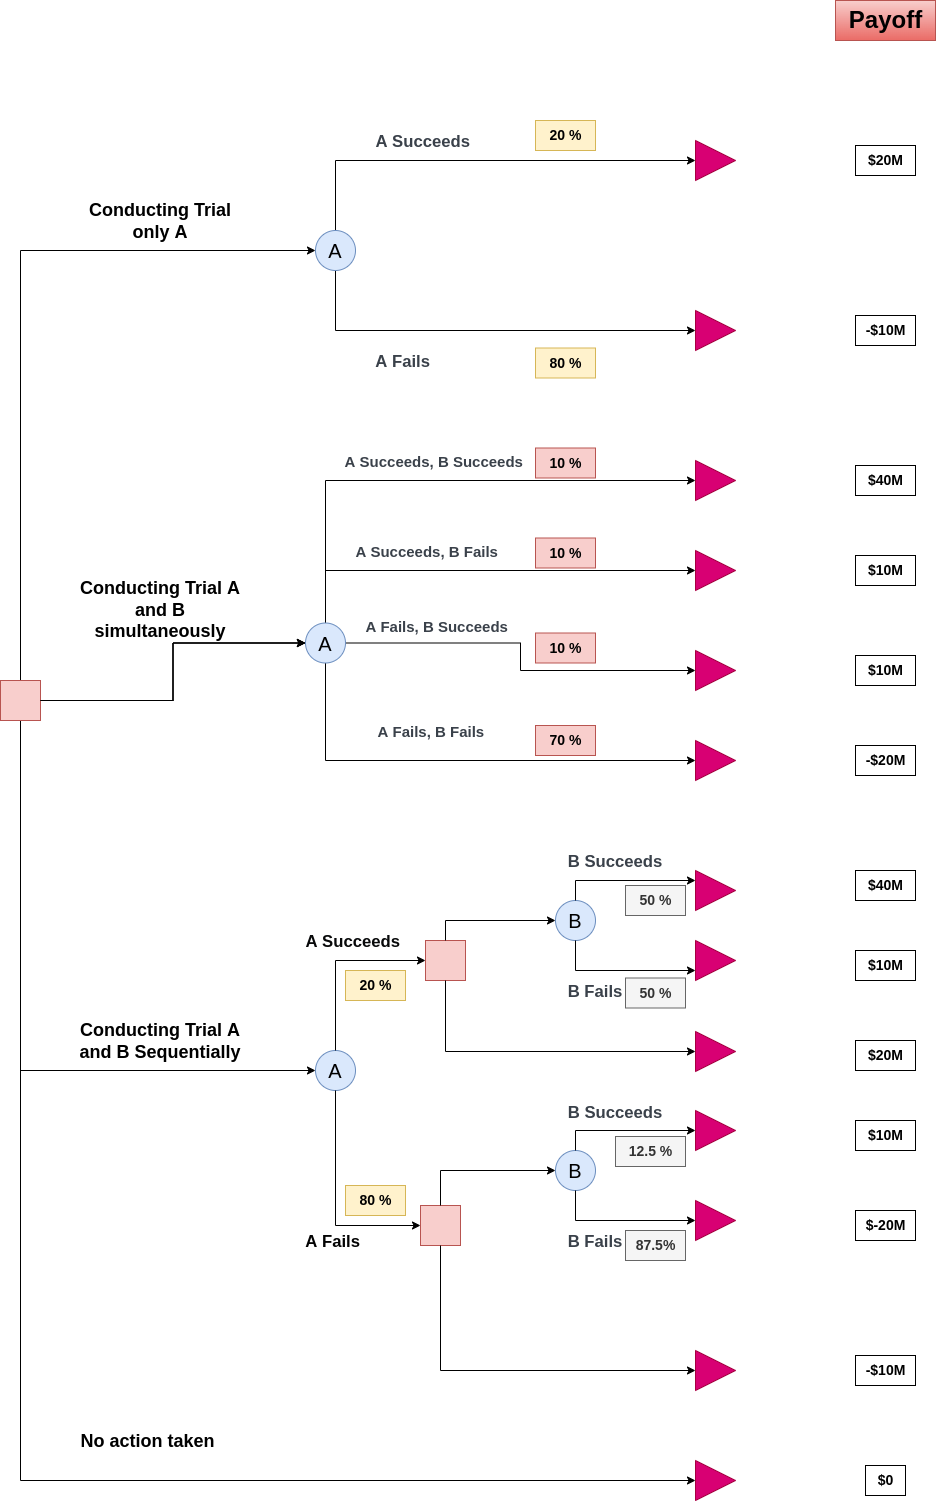 Payoff
A Succeeds
20 %
$20M
Conducting Trial
only A
A
-$10M
A Fails
80 %
A Succeeds, B Succeeds
10 %
$40M
A Succeeds, B Fails
10 %
$10M
Conducting Trial A
and B
simultaneously
A
A Fails, B Succeeds
10 %
$10M
A Fails, B Fails
70 %
-$20M
B Succeeds
50 %
$40M
B
A Succeeds
20 %
$10M
B Fails
50 %
Conducting Trial A
and B Sequentially
A
$20M
B Succeeds
12.5 %
$10M
B
80 %
A Fails
$-20M
B Fails
87.5%
-$10M
No action taken
$0